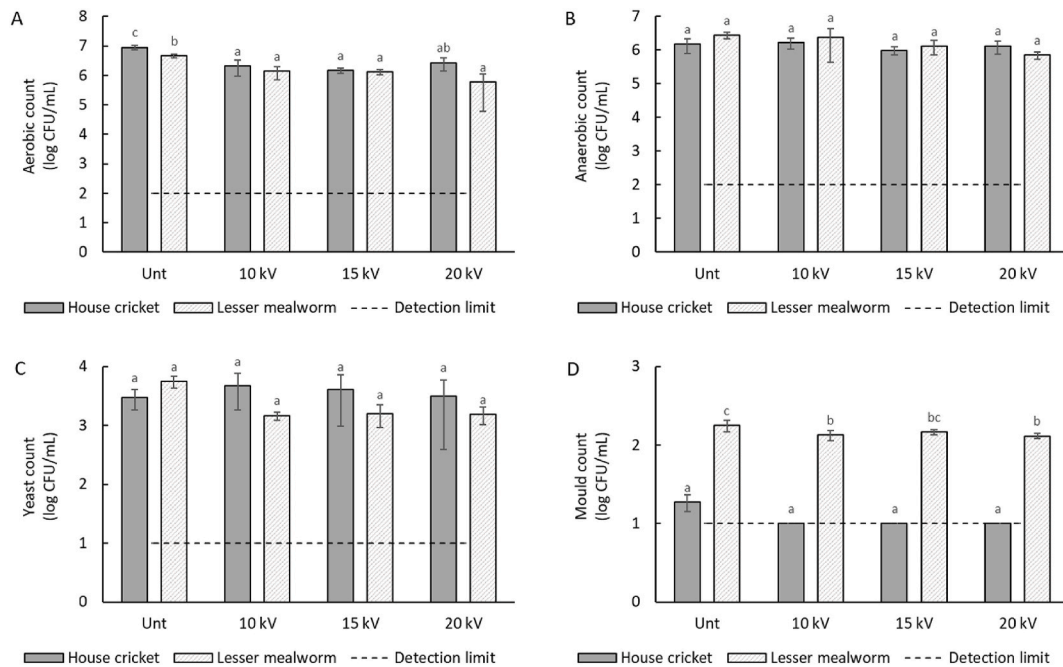 A
Aerobic count
(log CFU/mL)
8
7
6
5
4
3
2
1
0
c b a a a a ab a
Unt 10 kV 15 kV 20 kV
House cricket Lesser mealworm Detection limit
B
Anaerobic count
(log CFU/mL)
7
6
5
4
3
2
1
0
a a a a a a a a
Unt 10 kV 15 kV 20 kV
House cricket Lesser mealworm Detection limit
C
Yeast count
(log CFU/mL)
4
3
2
1
0
a a a a a a a a
Unt 10 kV 15 kV 20 kV
House cricket Lesser mealworm Detection limit
D
Mould count
(log CFU/mL)
3
2
1
0
a c a b a bc a b
Unt 10 kV 15 kV 20 kV
House cricket Lesser mealworm Detection limit